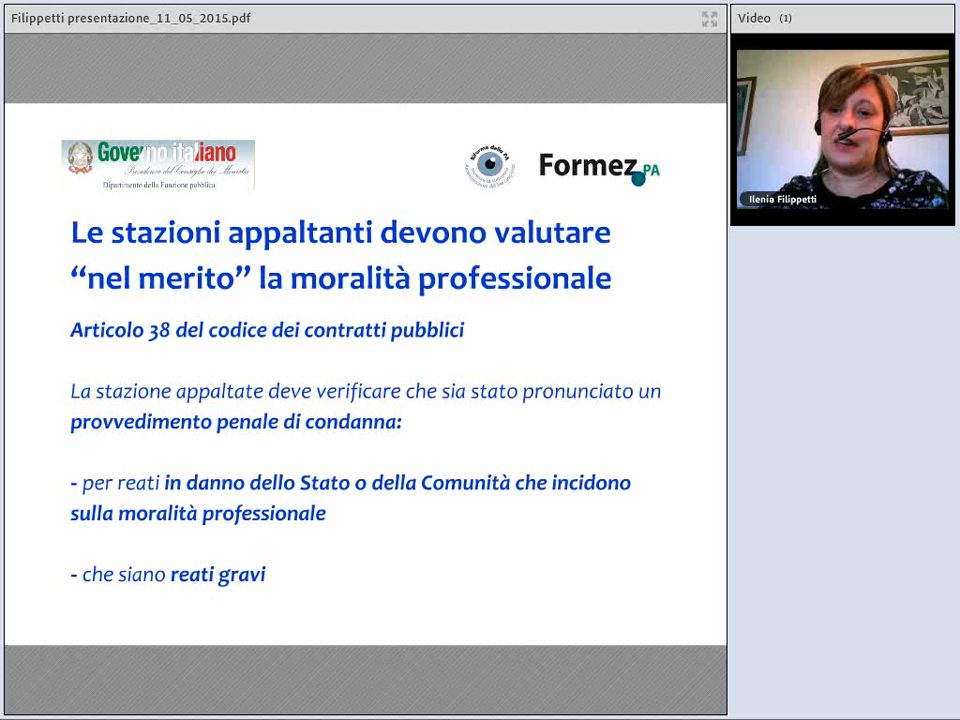 Filippetti presentazione_11_05_2015.pdf
Video (1)
Ilenia Filippetti
Governo italiano
Presidenza del Consiglio dei Ministri
Dipartimento della Funzione pubblica
Riforma della PA
Formez PA
Le stazioni appaltanti devono valutare
“nel merito” la moralità professionale
Articolo 38 del codice dei contratti pubblici
La stazione appaltate deve verificare che sia stato pronunciato un
provvedimento penale di condanna:
- per reati in danno dello Stato o della Comunità che incidono
sulla moralità professionale
- che siano reati gravi